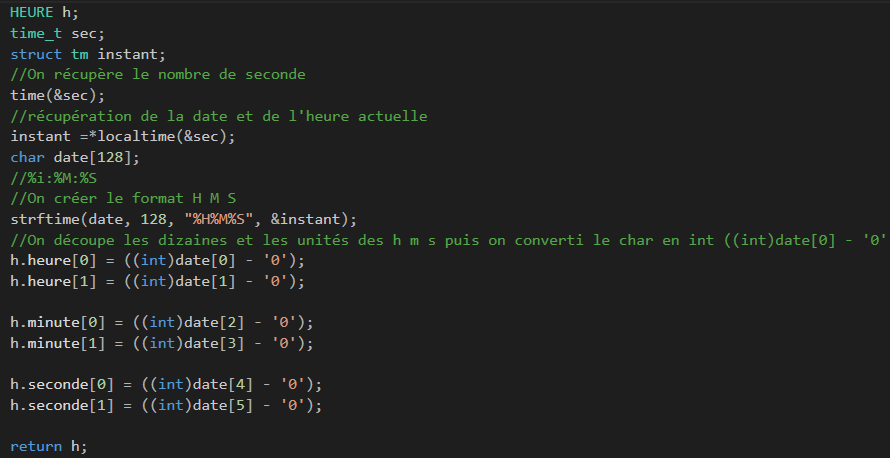 HEURE h;
time_t sec;
struct tm instant;
//On récupère le nombre de seconde
time(&sec);
//récupération de la date et de l'heure actuelle
instant =*localtime(&sec);
char date[128];
//%i:%M:%S
//On créer le format H M S
strftime(date, 128, "%H%M%S", &instant);
//On découpe les dizaines et les unités des h m s puis on converti le char en int ((int)date[0] - '0'
h.heure[0] = ((int)date[0] - '0');
h.heure[1] = ((int)date[1] - '0');
h.minute[0] = ((int)date[2] - '0');
h.minute[1] = ((int)date[3] - '0');
h.seconde[0] = ((int)date[4] - '0');
h.seconde[1] = ((int)date[5] - '0');
return h;